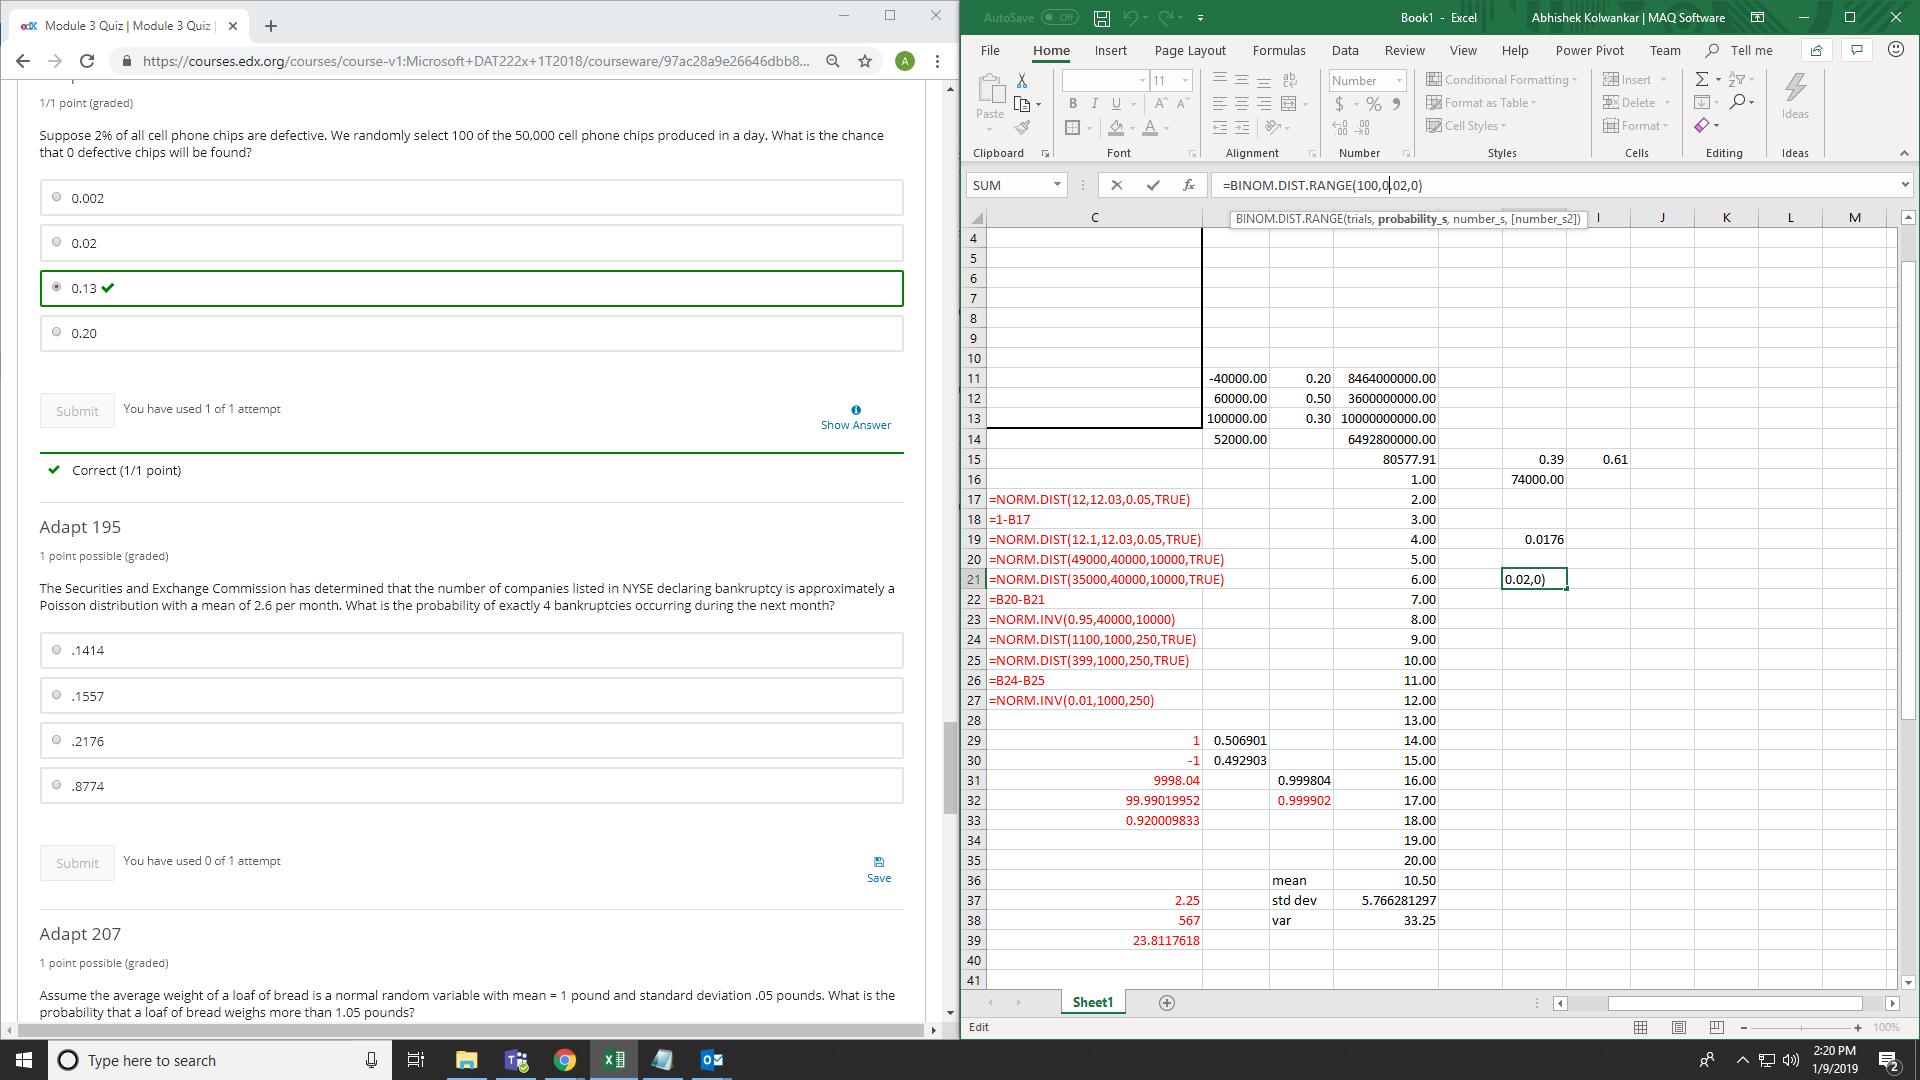 edX Module 3 Quiz | Module 3 Quiz |
https://courses.edx.org/courses/course-v1:Microsoft+DAT222x+1T2018/courseware/97ac28a9e26646dbb8...
A
1/1 point (graded)
Suppose 2% of all cell phone chips are defective. We randomly select 100 of the 50,000 cell phone chips produced in a day. What is the chance
that 0 defective chips will be found?
0.002
0.02
0.13
0.20
Submit You have used 1 of 1 attempt
Show Answer
Correct (1/1 point)
Adapt 195
1 point possible (graded)
The Securities and Exchange Commission has determined that the number of companies listed in NYSE declaring bankruptcy is approximately a
Poisson distribution with a mean of 2.6 per month. What is the probability of exactly 4 bankruptcies occurring during the next month?
.1414
.1557
.2176
.8774
Submit You have used 0 of 1 attempt
Save
Adapt 207
1 point possible (graded)
Assume the average weight of a loaf of bread is a normal random variable with mean = 1 pound and standard deviation .05 pounds. What is the
probability that a loaf of bread weighs more than 1.05 pounds?
AutoSave Off Book1 - Excel Abhishek Kolwankar | MAQ Software
File Home Insert Page Layout Formulas Data Review View Help Power Pivot Team Tell me
Paste
11
B I U
Number
Conditional Formatting
Format as Table
Cell Styles
Insert
Delete
Format
Ideas
Clipboard Font Alignment Number Styles Cells Editing Ideas
SUM fx =BINOM.DIST.RANGE(100,0.02,0)
BINOM.DIST.RANGE(trials, probability_s, number_s, [number_s2])
C I J K L M
4
5
6
7
8
9
10
11 -40000.00 0.20 8464000000.00
12 60000.00 0.50 3600000000.00
13 100000.00 0.30 10000000000.00
14 52000.00 6492800000.00
15 80577.91 0.39 0.61
16 1.00 74000.00
17 =NORM.DIST(12,12.03,0.05,TRUE) 2.00
18 =1-B17 3.00
19 =NORM.DIST(12.1,12.03,0.05,TRUE) 4.00 0.0176
20 =NORM.DIST(49000,40000,10000,TRUE) 5.00
21 =NORM.DIST(35000,40000,10000,TRUE) 6.00 0.02,0)
22 =B20-B21 7.00
23 =NORM.INV(0.95,40000,10000) 8.00
24 =NORM.DIST(1100,1000,250,TRUE) 9.00
25 =NORM.DIST(399,1000,250,TRUE) 10.00
26 =B24-B25 11.00
27 =NORM.INV(0.01,1000,250) 12.00
28 13.00
29 1 0.506901 14.00
30 -1 0.492903 15.00
31 9998.04 0.999804 16.00
32 99.99019952 0.999902 17.00
33 0.920009833 18.00
34 19.00
35 20.00
36 mean 10.50
37 2.25 std dev 5.766281297
38 567 var 33.25
39 23.8117618
40
41
Sheet1
Edit 100%
Type here to search
2:20 PM
1/9/2019
2